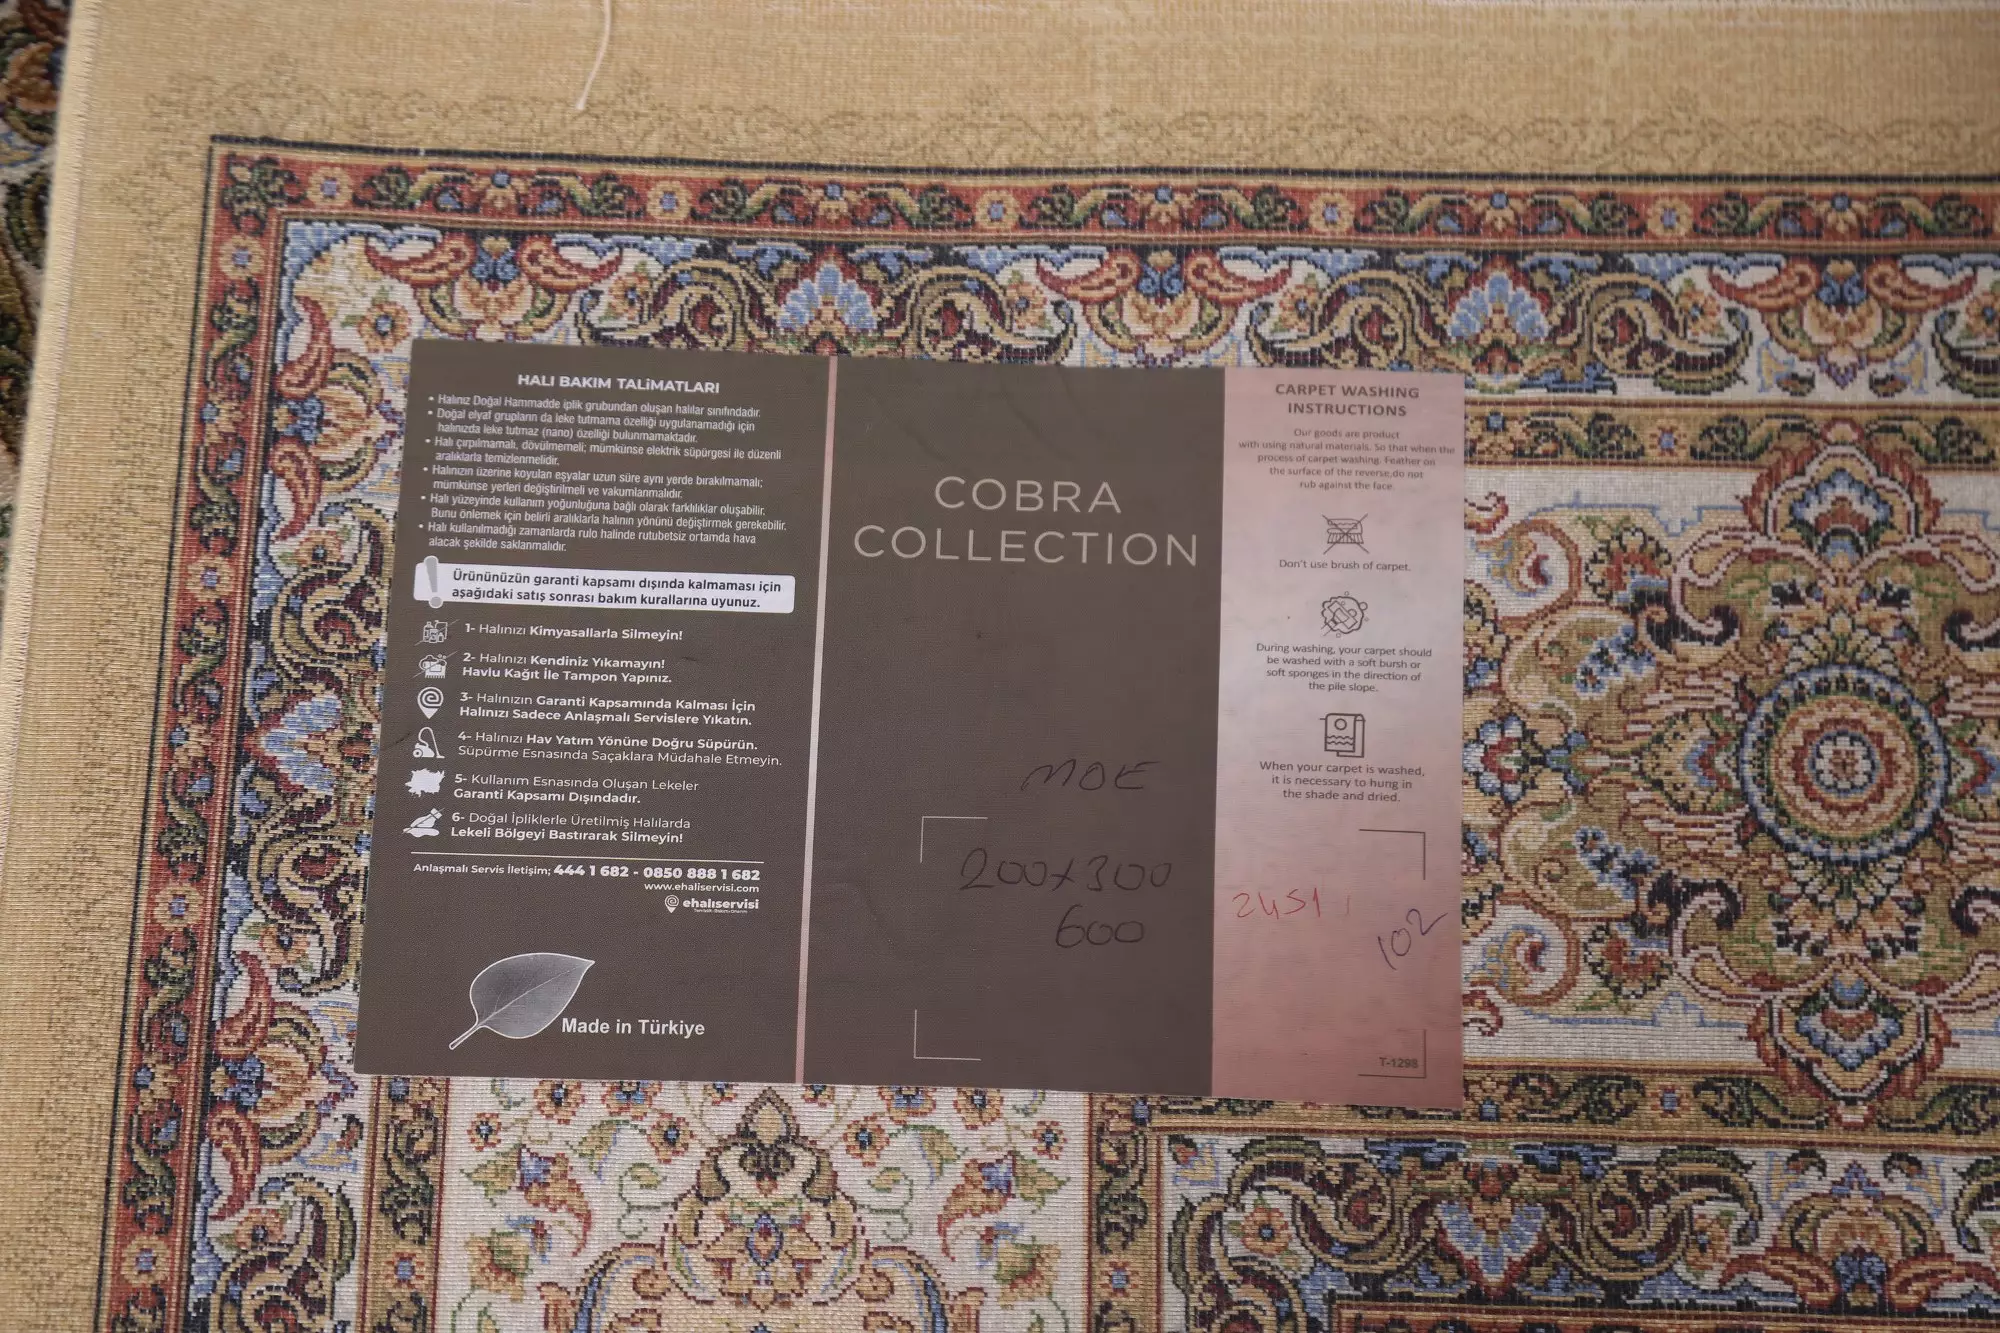 HALI BAKIM TALİMATLARI
• Halınız Doğal Hammadde iplik grubundan oluşan halılar sınıfındadır.
• Doğal elyaf grupların da leke tutmama özelliği uygulanamadığı için
halınızda leke tutmaz (nano) özelliği bulunmamaktadır.
• Halı çırpılmamalı, dövülmemeli; mümkünse elektrik süpürgesi ile düzenli
aralıklarla temizlenmelidir.
• Halınızın üzerine koyulan eşyalar uzun süre aynı yerde bırakılmamalı;
mümkünse yerleri değiştirilmeli ve vakumlanmalıdır.
• Halı yüzeyinde kullanım yoğunluğuna bağlı olarak farklılıklar oluşabilir.
Bunu önlemek için belirli aralıklarla halının yönünü değiştirmek gerekebilir.
• Halı kullanılmadığı zamanlarda rulo halinde rutubetsiz ortamda hava
alacak şekilde saklanmalıdır.
Ürününüzün garanti kapsamı dışında kalmaması için
aşağıdaki satış sonrası bakım kurallarına uyunuz.
1- Halınızı Kimyasallarla Silmeyin!
2- Halınızı Kendiniz Yıkamayın!
Havlu Kağıt İle Tampon Yapınız.
3- Halınızın Garanti Kapsamında Kalması İçin
Halınızı Sadece Anlaşmalı Servislere Yıkatın.
4- Halınızı Hav Yatım Yönüne Doğru Süpürün.
Süpürme Esnasında Saçaklara Müdahale Etmeyin.
5- Kullanım Esnasında Oluşan Lekeler
Garanti Kapsamı Dışındadır.
6- Doğal İpliklerle Üretilmiş Halılarda
Lekeli Bölgeyi Bastırarak Silmeyin!
Anlaşmalı Servis İletişim; 444 1 682 - 0850 888 1 682
www.ehaliservisi.com
ehalıservisi
Made in Türkiye
COBRA
COLLECTION
MOE
200x300
600
CARPET WASHING
INSTRUCTIONS
Our goods are product
with using natural materials. So that when the
process of carpet washing. Feather on
the surface of the reverse,do not
rub against the face.
Don't use brush of carpet.
During washing, your carpet should
be washed with a soft bursh or
soft sponges in the direction of
the pile slope.
When your carpet is washed,
it is necessary to hung in
the shade and dried.
2451
102
T-1298